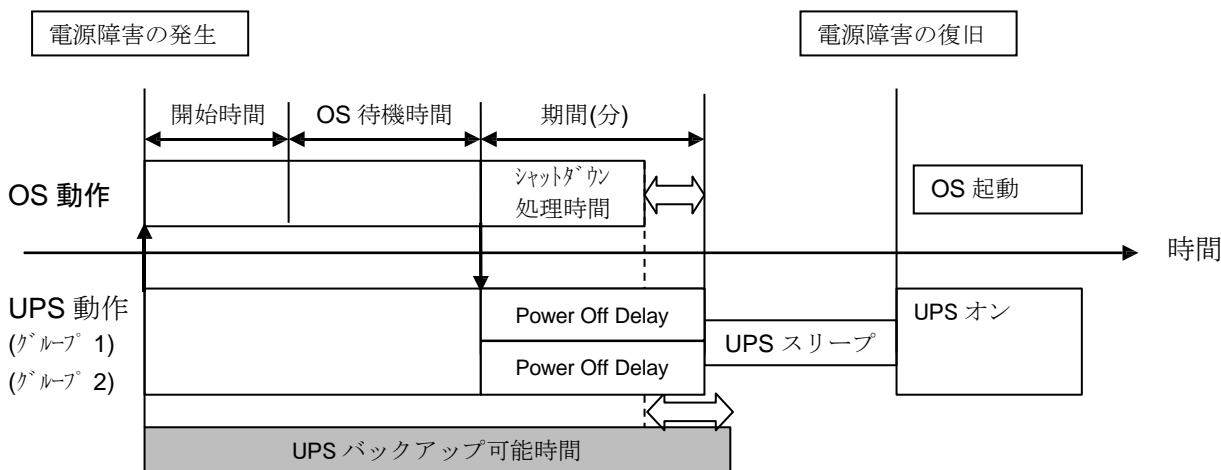 電源障害の発生
電源障害の復旧
開始時間
OS 待機時間
期間(分)
OS 動作
ｼｬｯﾄﾀﾞｳﾝ
処理時間
OS 起動
時間
UPS 動作
(ｸﾞﾙｰﾌﾟ 1)
(ｸﾞﾙｰﾌﾟ 2)
Power Off Delay
Power Off Delay
UPS スリープ
UPS オン
UPS バックアップ可能時間